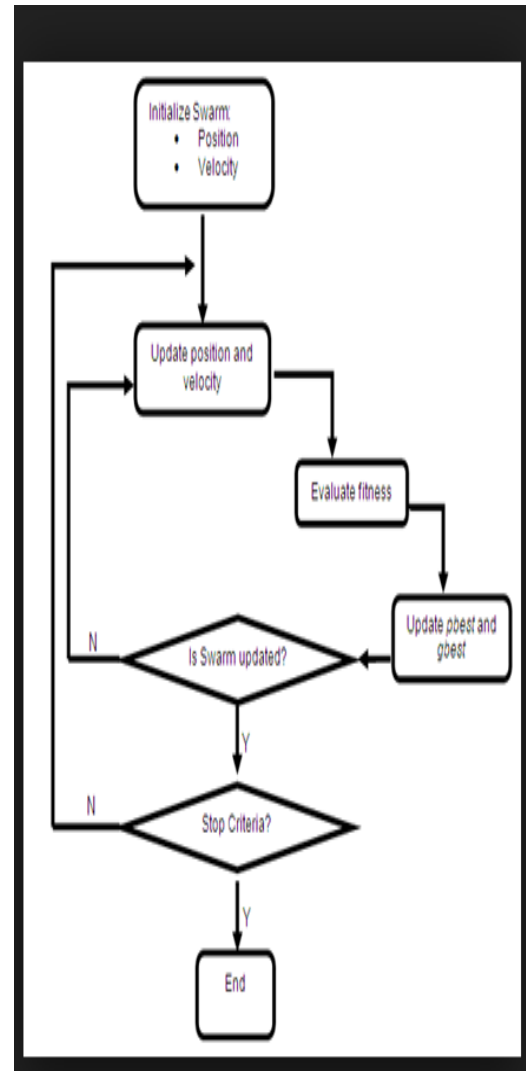 Initialize Swarm:
• Position
• Velocity
Update position and
velocity
Evaluate fitness
Update pbest and
gbest
Is Swarm updated?
N
Y
Stop Criteria?
N
Y
End